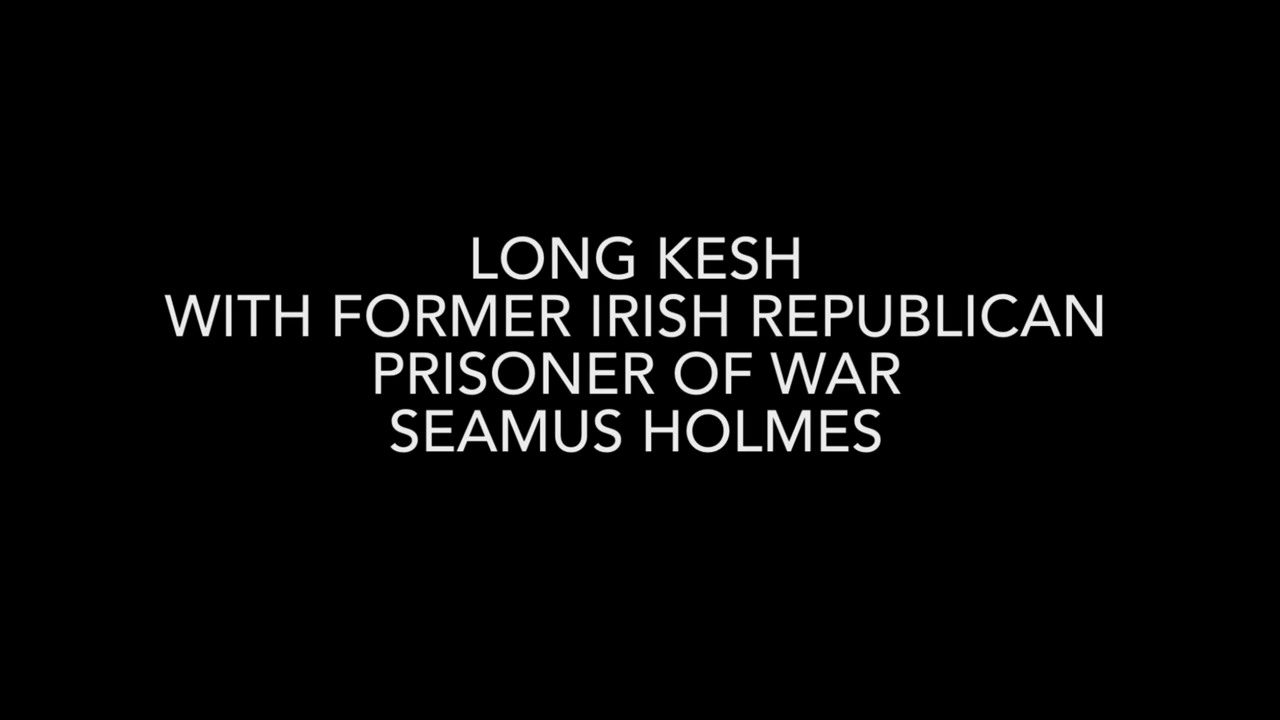 LONG KESH
WITH FORMER IRISH REPUBLICAN
PRISONER OF WAR
SEAMUS HOLMES